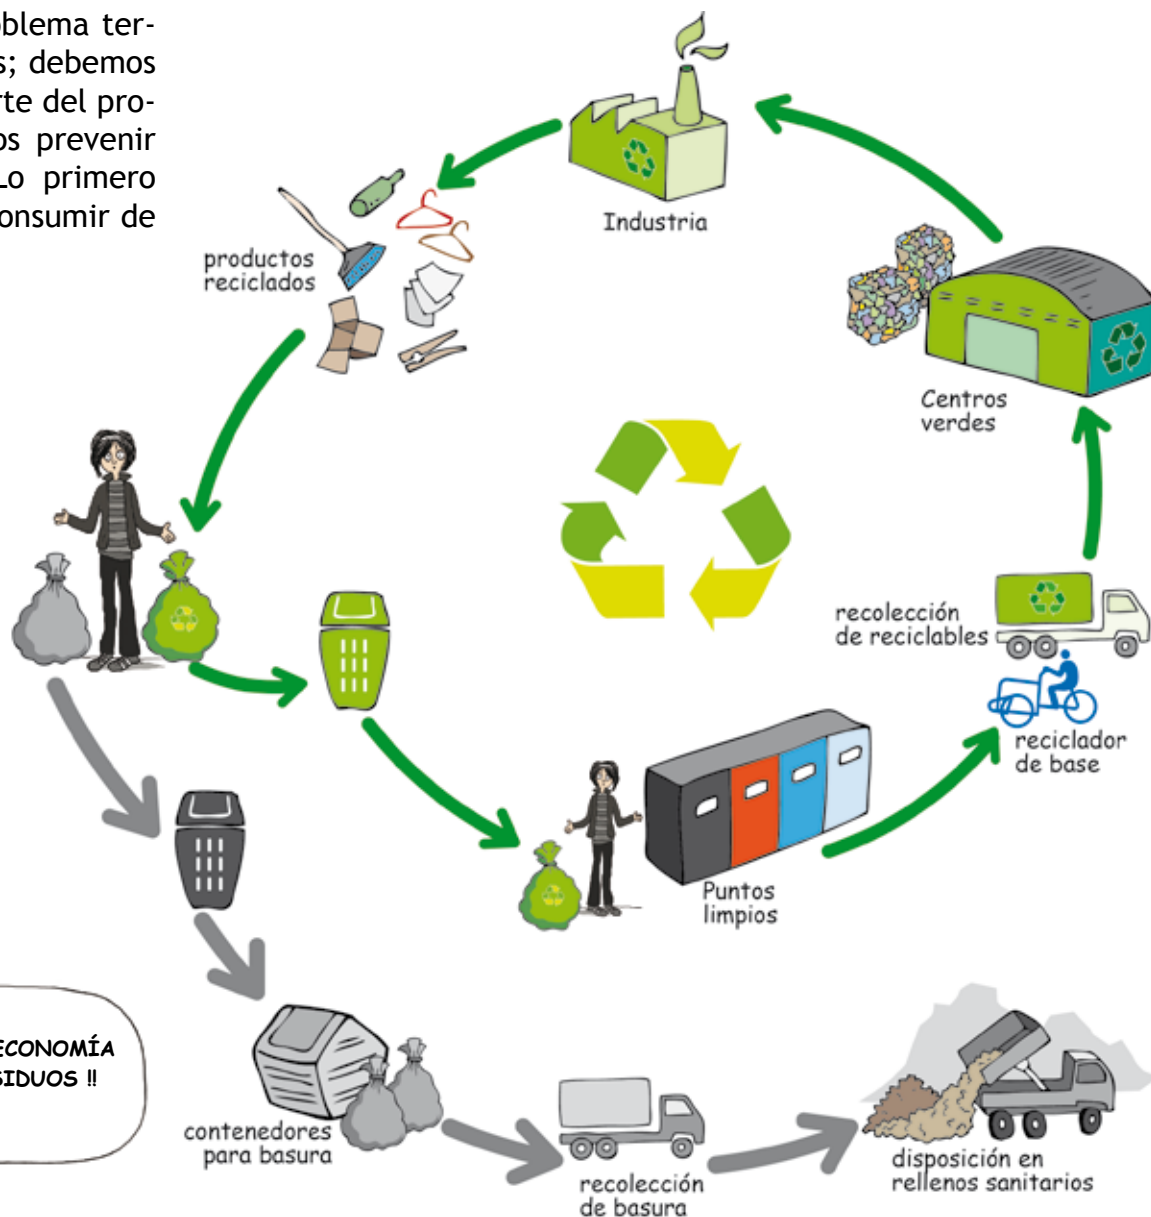 oblema ter-
s; debemos
rte del pro-
os prevenir
Lo primero
onsumir de
Industria
productos
reciclados
Centros
verdes
recolección
de reciclables
reciclador
de base
Puntos
limpios
ECONOMÍA
SIDUOS !!
contenedores
para basura
recolección
de basura
disposición en
rellenos sanitarios